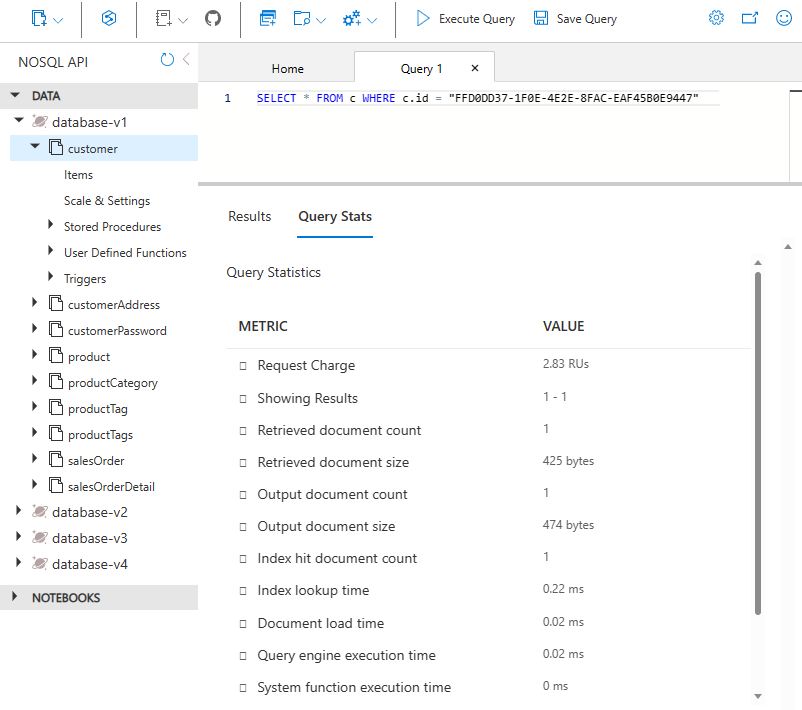 Execute Query Save Query
NOSQL API
DATA
database-v1
customer
Items
Scale & Settings
Stored Procedures
User Defined Functions
Triggers
customerAddress
customerPassword
product
productCategory
productTag
productTags
salesOrder
salesOrderDetail
database-v2
database-v3
database-v4
NOTEBOOKS
Home Query 1 ×
1 SELECT * FROM c WHERE c.id = "FFD0DD37-1F0E-4E2E-8FAC-EAF45B0E9447"
Results Query Stats
Query Statistics
METRIC VALUE
Request Charge 2.83 RUs
Showing Results 1 - 1
Retrieved document count 1
Retrieved document size 425 bytes
Output document count 1
Output document size 474 bytes
Index hit document count 1
Index lookup time 0.22 ms
Document load time 0.02 ms
Query engine execution time 0.02 ms
System function execution time 0 ms